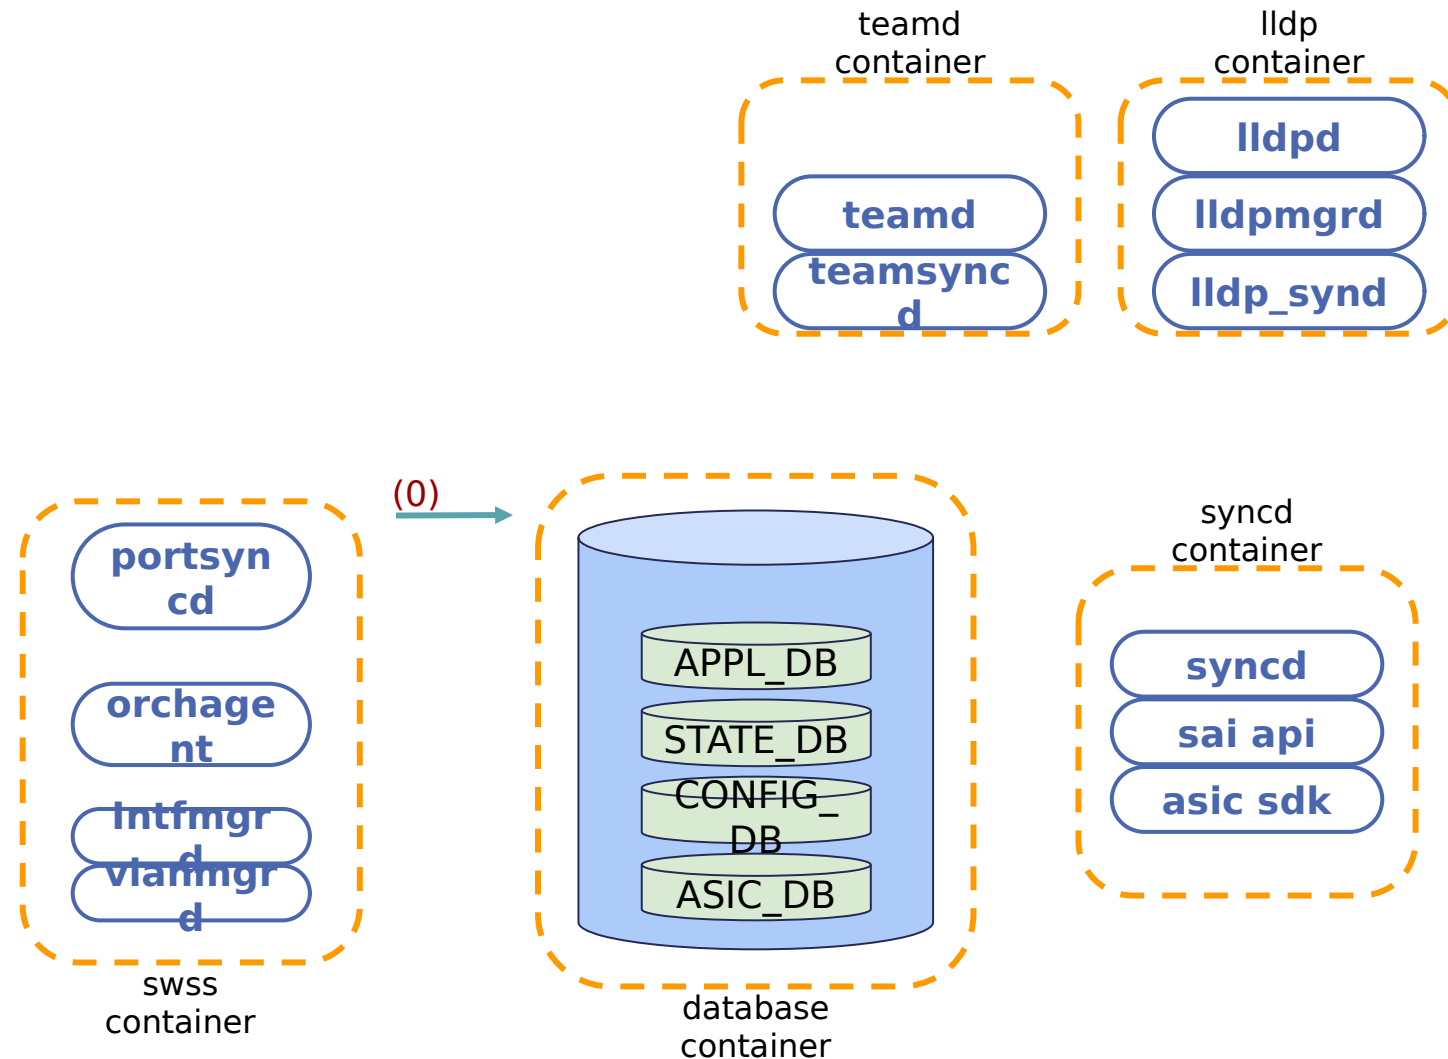 teamd
container
lldp
container
lldpd
teamd
lldpmgrd
teamsync
d
lldp_synd
(0)
portsyn
cd
orchage
nt
Intfmgr
d
vlanmgr
d
swss
container
APPL_DB
STATE_DB
CONFIG_
DB
ASIC_DB
database
container
syncd
container
syncd
sai api
asic sdk